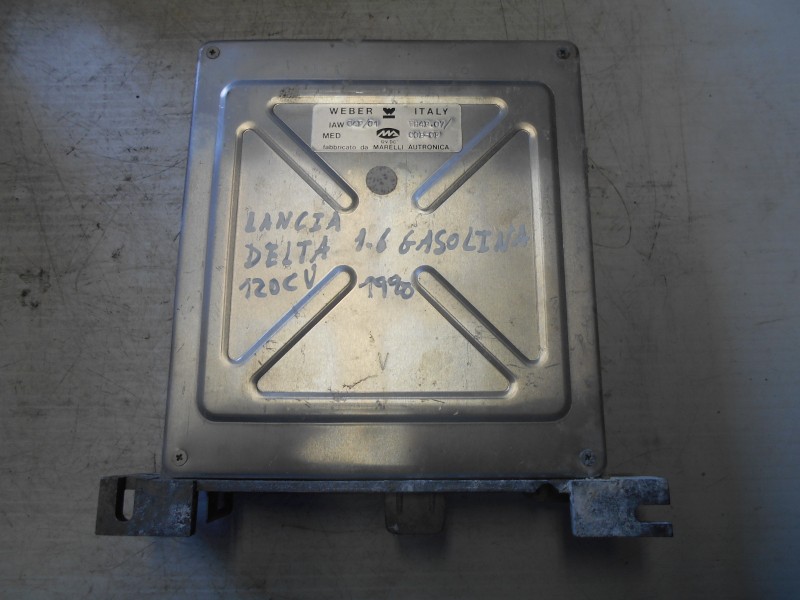 WEBER ITALY
IAW
MED
fabbricato da MARELLI AUTRONICA
LANCIA
DELTA 1.6 GASOLINA
120CV 1990
V